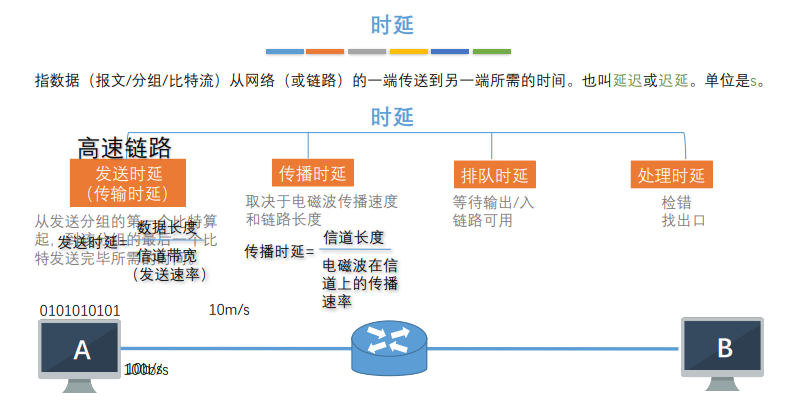 时延
指数据（报文/分组/比特流）从网络（或链路）的一端传送到另一端所需的时间。也叫延迟或迟延。单位是s。
时延
高速链路
发送时延
（传输时延）
传播时延
排队时延
处理时延
从发送分组的第一个比特算
起，到该分组的最后一个比
特发送完毕所需的时间。
发送时延=
数据长度
信道带宽
（发送速率）
取决于电磁波传播速度
和链路长度
传播时延=
信道长度
电磁波在信
道上的传播
速率
等待输出/入
链路可用
检错
找出口
0101010101
10m/s
A
B